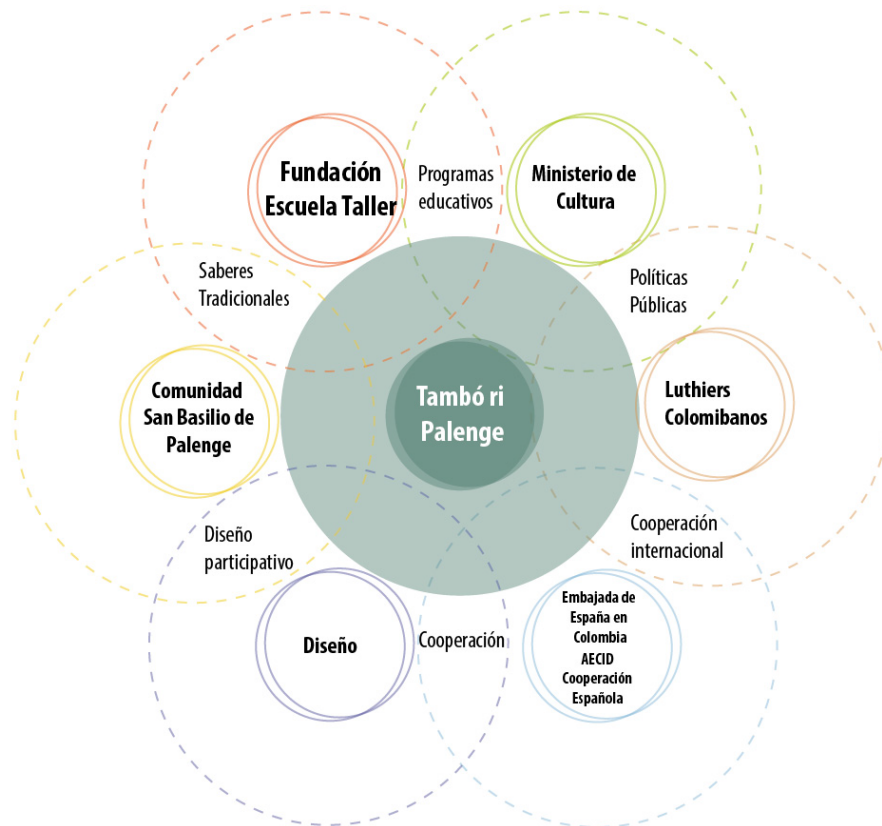 Fundación
Escuela Taller
Programas
educativos
Ministerio de
Cultura
Saberes
Tradicionales
Políticas
Públicas
Comunidad
San Basilio de
Palenge
Tambó ri
Palenge
Luthiers
Colomibanos
Diseño
participativo
Cooperación
internacional
Diseño
Cooperación
Embajada de
España en
Colombia
AECID
Cooperación
Española